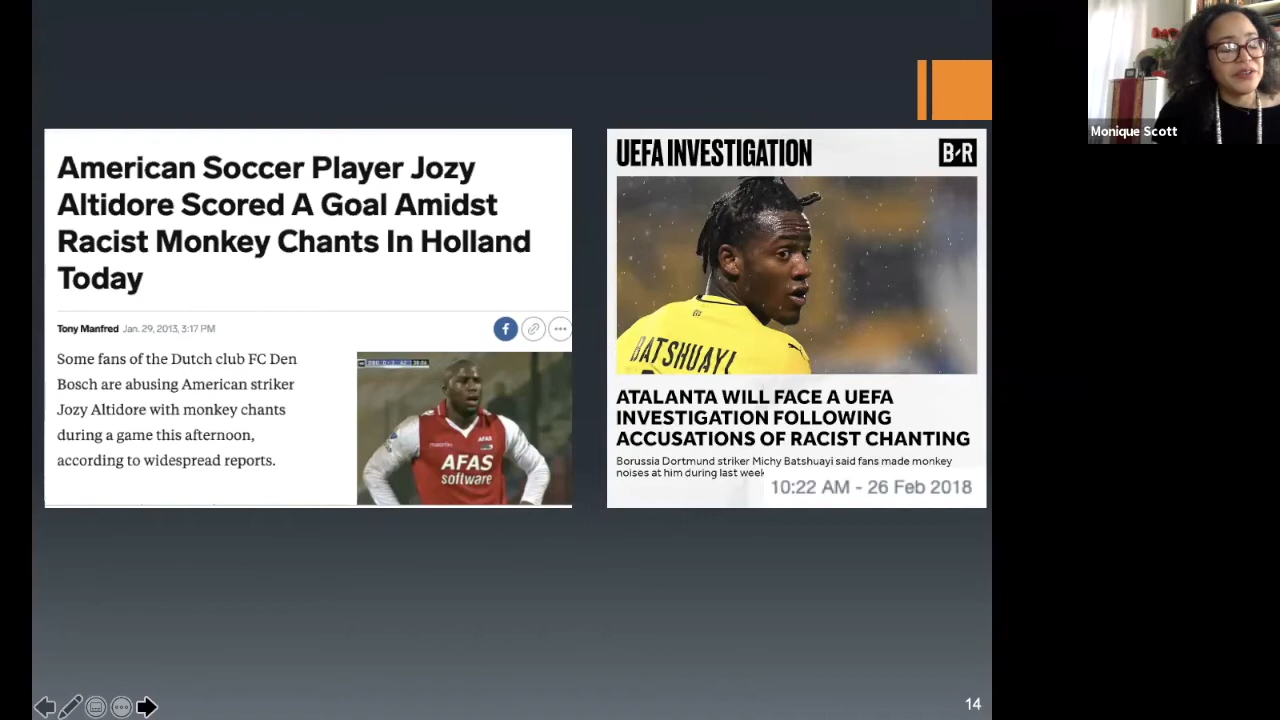 American Soccer Player Jozy
Altidore Scored A Goal Amidst
Racist Monkey Chants In Holland
Today
Tony Manfred Jan. 29, 2013, 3:17 PM
Some fans of the Dutch club FC Den
Bosch are abusing American striker
Jozy Altidore with monkey chants
during a game this afternoon,
according to widespread reports.
AFAS
AFAS
software
UEFA INVESTIGATION
B·R
BATSHUAYI
ATALANTA WILL FACE A UEFA
INVESTIGATION FOLLOWING
ACCUSATIONS OF RACIST CHANTING
Borussia Dortmund striker Michy Batshuayi said fans made monkey
noises at him during last week
10:22 AM - 26 Feb 2018
Monique Scott
14